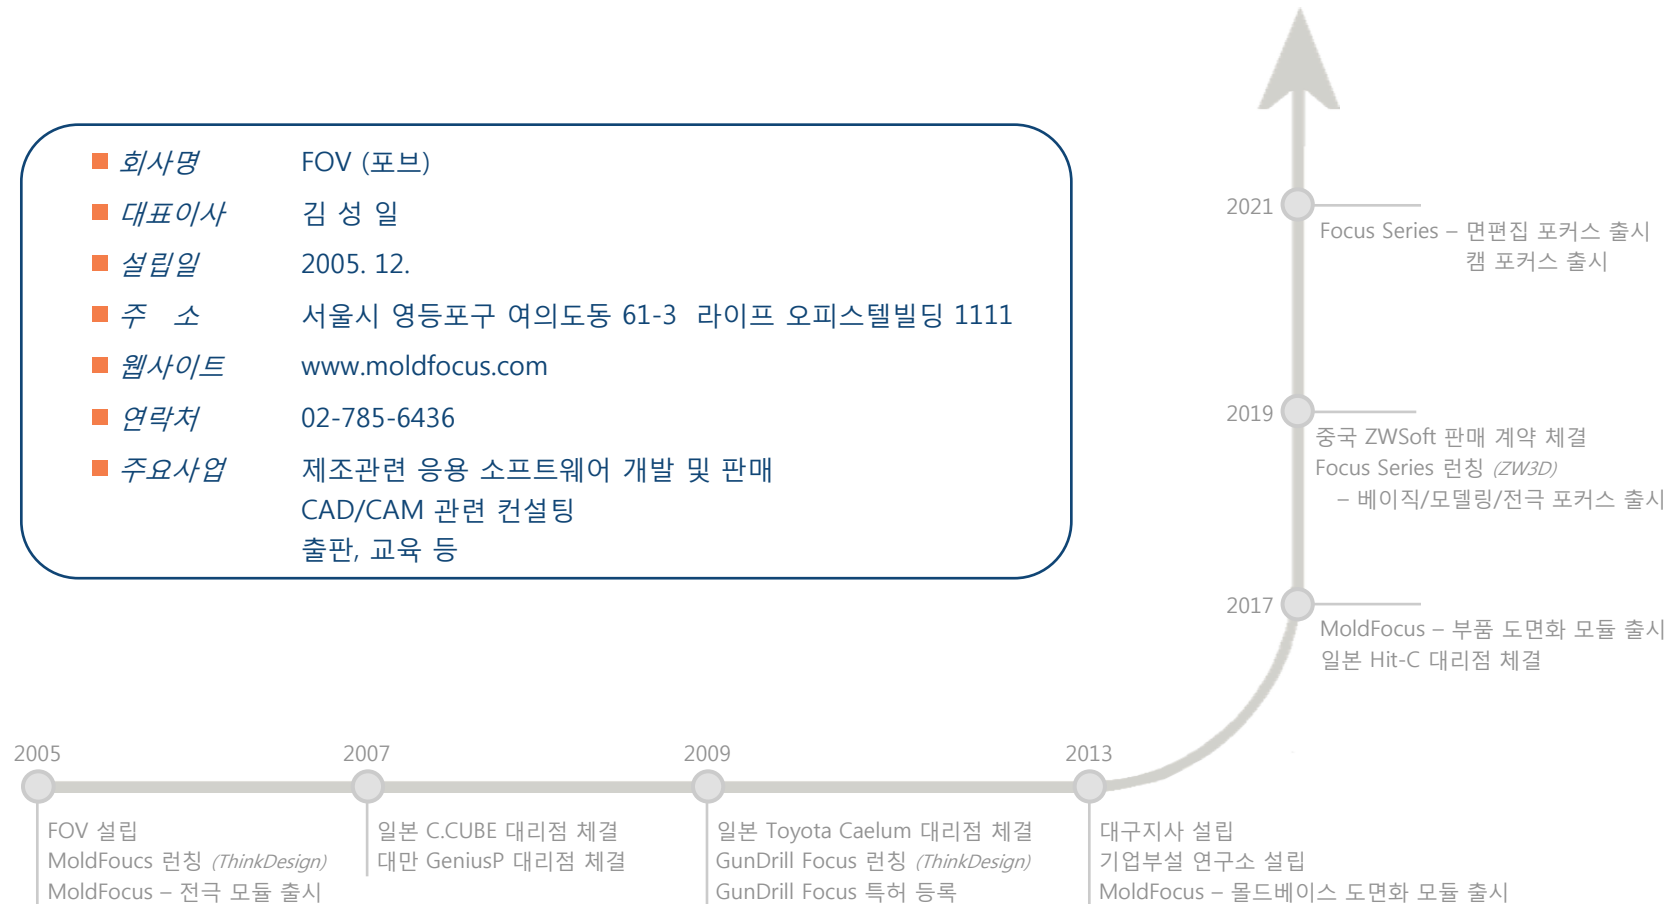 회사명 FOV (포브)
대표이사 김 성 일
설립일 2005. 12.
주 소 서울시 영등포구 여의도동 61-3 라이프 오피스텔빌딩 1111
웹사이트 www.moldfocus.com
연락처 02-785-6436
주요사업 제조관련 응용 소프트웨어 개발 및 판매
CAD/CAM 관련 컨설팅
출판, 교육 등
2021
Focus Series – 면편집 포커스 출시
캠 포커스 출시
2019
중국 ZWSoft 판매 계약 체결
Focus Series 런칭 (ZW3D)
– 베이직/모델링/전극 포커스 출시
2017
MoldFocus – 부품 도면화 모듈 출시
일본 Hit-C 대리점 체결
2005
FOV 설립
MoldFoucs 런칭 (ThinkDesign)
MoldFocus – 전극 모듈 출시
2007
일본 C.CUBE 대리점 체결
대만 GeniusP 대리점 체결
2009
일본 Toyota Caelum 대리점 체결
GunDrill Focus 런칭 (ThinkDesign)
GunDrill Focus 특허 등록
2013
대구지사 설립
기업부설 연구소 설립
MoldFocus – 몰드베이스 도면화 모듈 출시